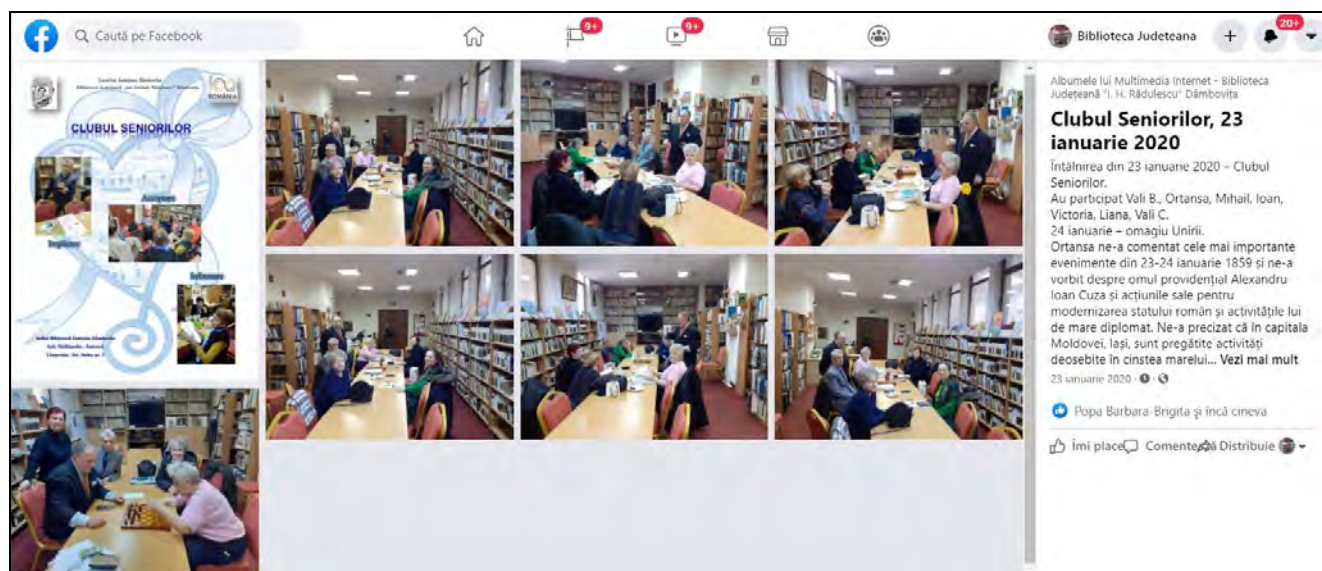 Caută pe Facebook
9+
9+
Biblioteca Judeteana
20+
ROMÂNIA
CLUBUL SENIORILOR
Albumele lui Multimedia Internet - Biblioteca
Județeană "I. H. Rădulescu" Dâmbovița
Clubul Seniorilor, 23
ianuarie 2020
Întâlnirea din 23 ianuarie 2020 – Clubul
Seniorilor.
Au participat Vali B., Ortansa, Mihail, Ioan,
Victoria, Liana, Vali C.
24 ianuarie – omagiu Unirii.
Ortansa ne-a comentat cele mai importante
evenimente din 23-24 ianuarie 1859 și ne-a
vorbit despre omul providențial Alexandru
Ioan Cuza și acțiunile sale pentru
modernizarea statului român și activitățile lui
de mare diplomat. Ne-a precizat că în capitala
Moldovei, Iași, sunt pregătite activități
deosebite în cinstea marelui... Vezi mai mult
23 ianuarie 2020
Popa Barbara-Brigita și încă cineva
Îmi place Comentează Distribuie